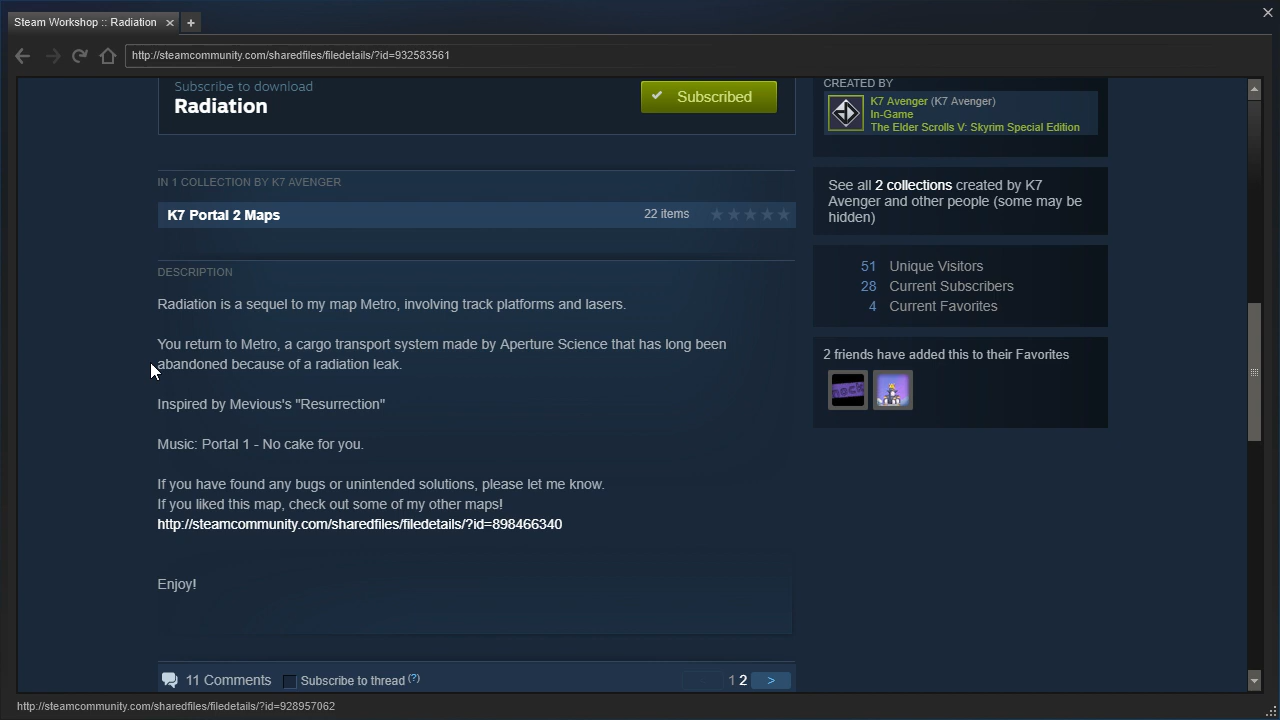 Steam Workshop :: Radiation
http://steamcommunity.com/sharedfiles/filedetails/?id=932583561
Subscribe to download
Radiation
Subscribed
IN 1 COLLECTION BY K7 AVENGER
K7 Portal 2 Maps
22 items
DESCRIPTION
Radiation is a sequel to my map Metro, involving track platforms and lasers.
You return to Metro, a cargo transport system made by Aperture Science that has long been
abandoned because of a radiation leak.
Inspired by Mevious's "Resurrection"
Music: Portal 1 - No cake for you.
If you have found any bugs or unintended solutions, please let me know.
If you liked this map, check out some of my other maps!
http://steamcommunity.com/sharedfiles/filedetails/?id=898466340
Enjoy!
11 Comments
Subscribe to thread (?)
1 2 >
CREATED BY
K7 Avenger (K7 Avenger)
In-Game
The Elder Scrolls V: Skyrim Special Edition
See all 2 collections created by K7
Avenger and other people (some may be
hidden)
51 Unique Visitors
28 Current Subscribers
4 Current Favorites
2 friends have added this to their Favorites
http://steamcommunity.com/sharedfiles/filedetails/?id=928957062